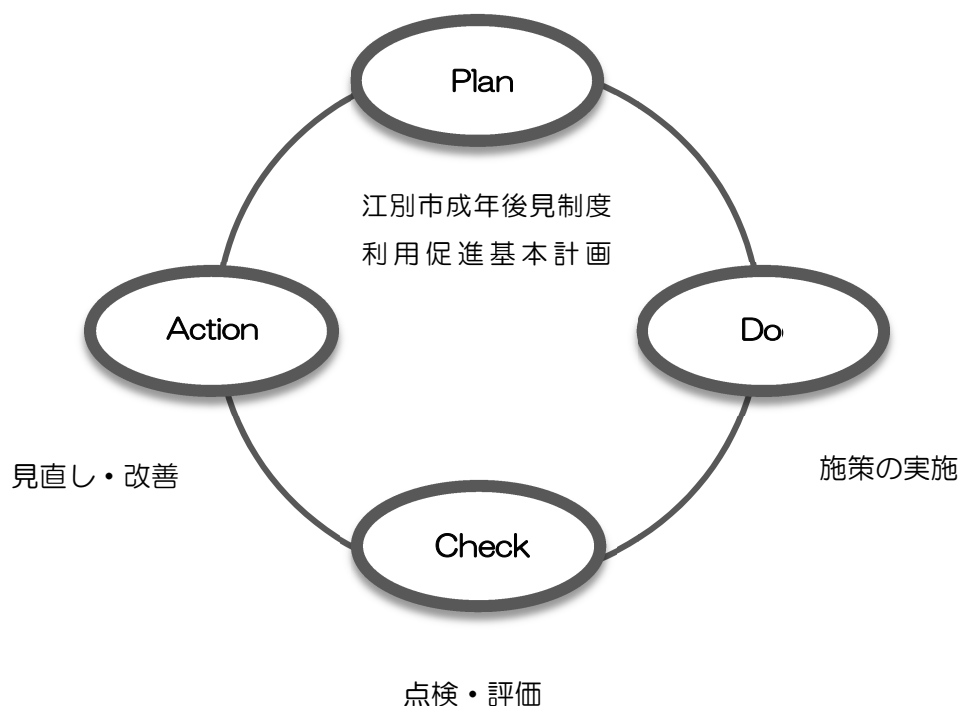 Plan
江別市成年後見制度
利用促進基本計画
Action
Do
見直し・改善
施策の実施
Check
点検・評価